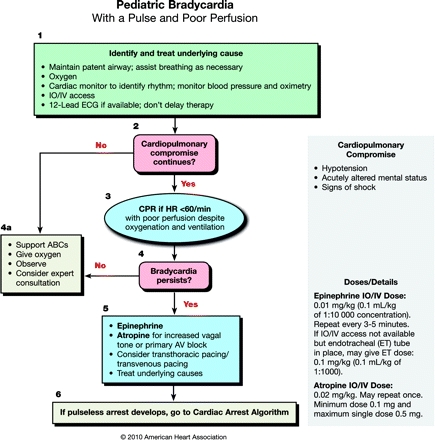 Pediatric Bradycardia
With a Pulse and Poor Perfusion
1
Identify and treat underlying cause
• Maintain patent airway; assist breathing as necessary
• Oxygen
• Cardiac monitor to identify rhythm; monitor blood pressure and oximetry
• IO/IV access
• 12-Lead ECG if available; don't delay therapy
2
Cardiopulmonary
compromise
continues?
No
Yes
3
CPR if HR <60/min
with poor perfusion despite
oxygenation and ventilation
4a
• Support ABCs
• Give oxygen
• Observe
• Consider expert
consultation
4
Bradycardia
persists?
No
Yes
5
• Epinephrine
• Atropine for increased vagal
tone or primary AV block
• Consider transthoracic pacing/
transvenous pacing
• Treat underlying causes
6
If pulseless arrest develops, go to Cardiac Arrest Algorithm
Cardiopulmonary
Compromise
• Hypotension
• Acutely altered mental status
• Signs of shock
Doses/Details
Epinephrine IO/IV Dose:
0.01 mg/kg (0.1 mL/kg
of 1:10 000 concentration).
Repeat every 3-5 minutes.
If IO/IV access not available
but endotracheal (ET) tube
in place, may give ET dose:
0.1 mg/kg (0.1 mL/kg of
1:1000).
Atropine IO/IV Dose:
0.02 mg/kg. May repeat once.
Minimum dose 0.1 mg and
maximum single dose 0.5 mg.
© 2010 American Heart Association